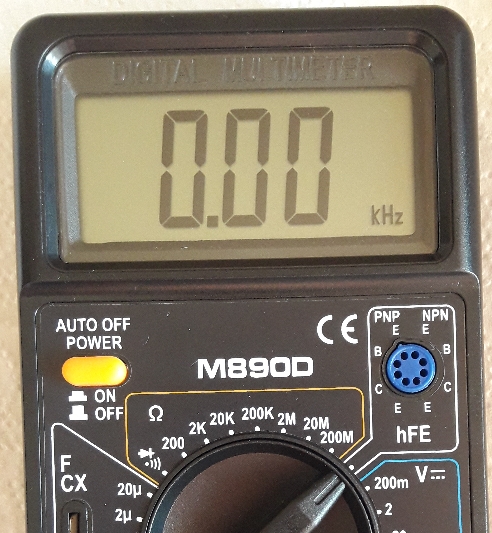 DIGITAL MULTIMETER
0.00
kHz
AUTO OFF
POWER
ON
OFF
CE
M890D
PNP NPN
E E
B B
C C
E E
hFE
Ω
200
2K
20K
200K
2M
20M
200M
F
CX
20μ
2μ
V
200m
2